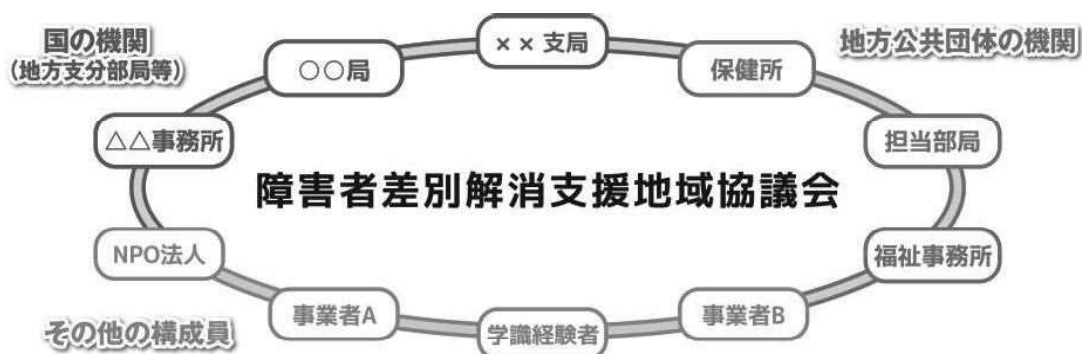 国の機関
(地方支分部局等)
○○局
××支局
保健所
地方公共団体の機関
△△事務所
担当部局
障害者差別解消支援地域協議会
NPO法人
福祉事務所
その他の構成員
事業者A
学識経験者
事業者B